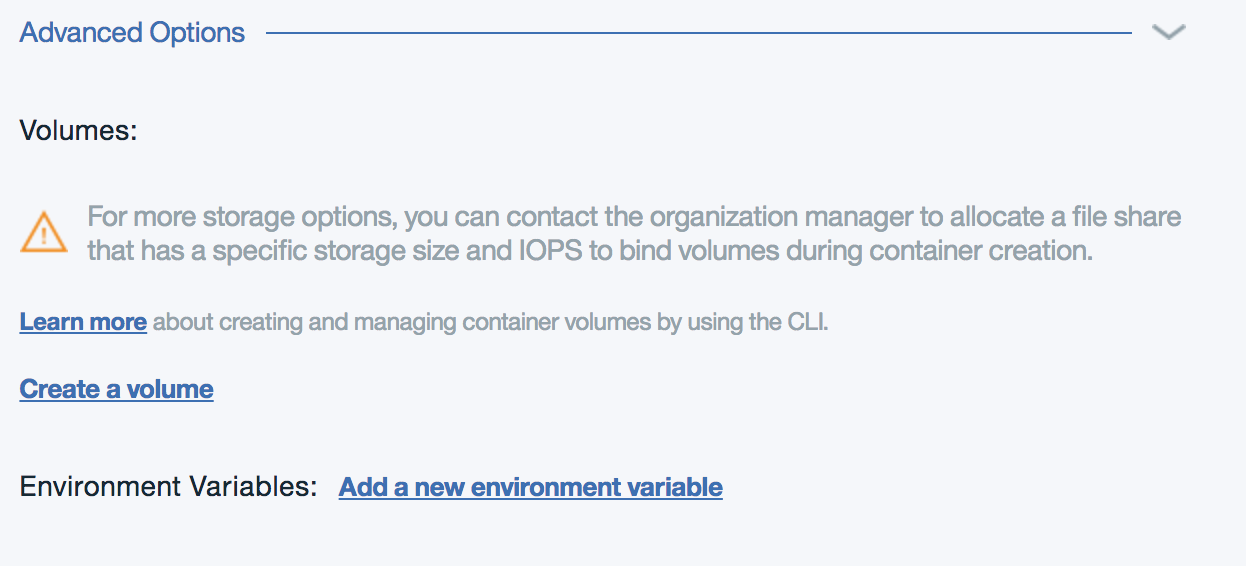 Advanced Options
Volumes:
For more storage options, you can contact the organization manager to allocate a file share
that has a specific storage size and IOPS to bind volumes during container creation.
Learn more about creating and managing container volumes by using the CLI.
Create a volume
Environment Variables: Add a new environment variable